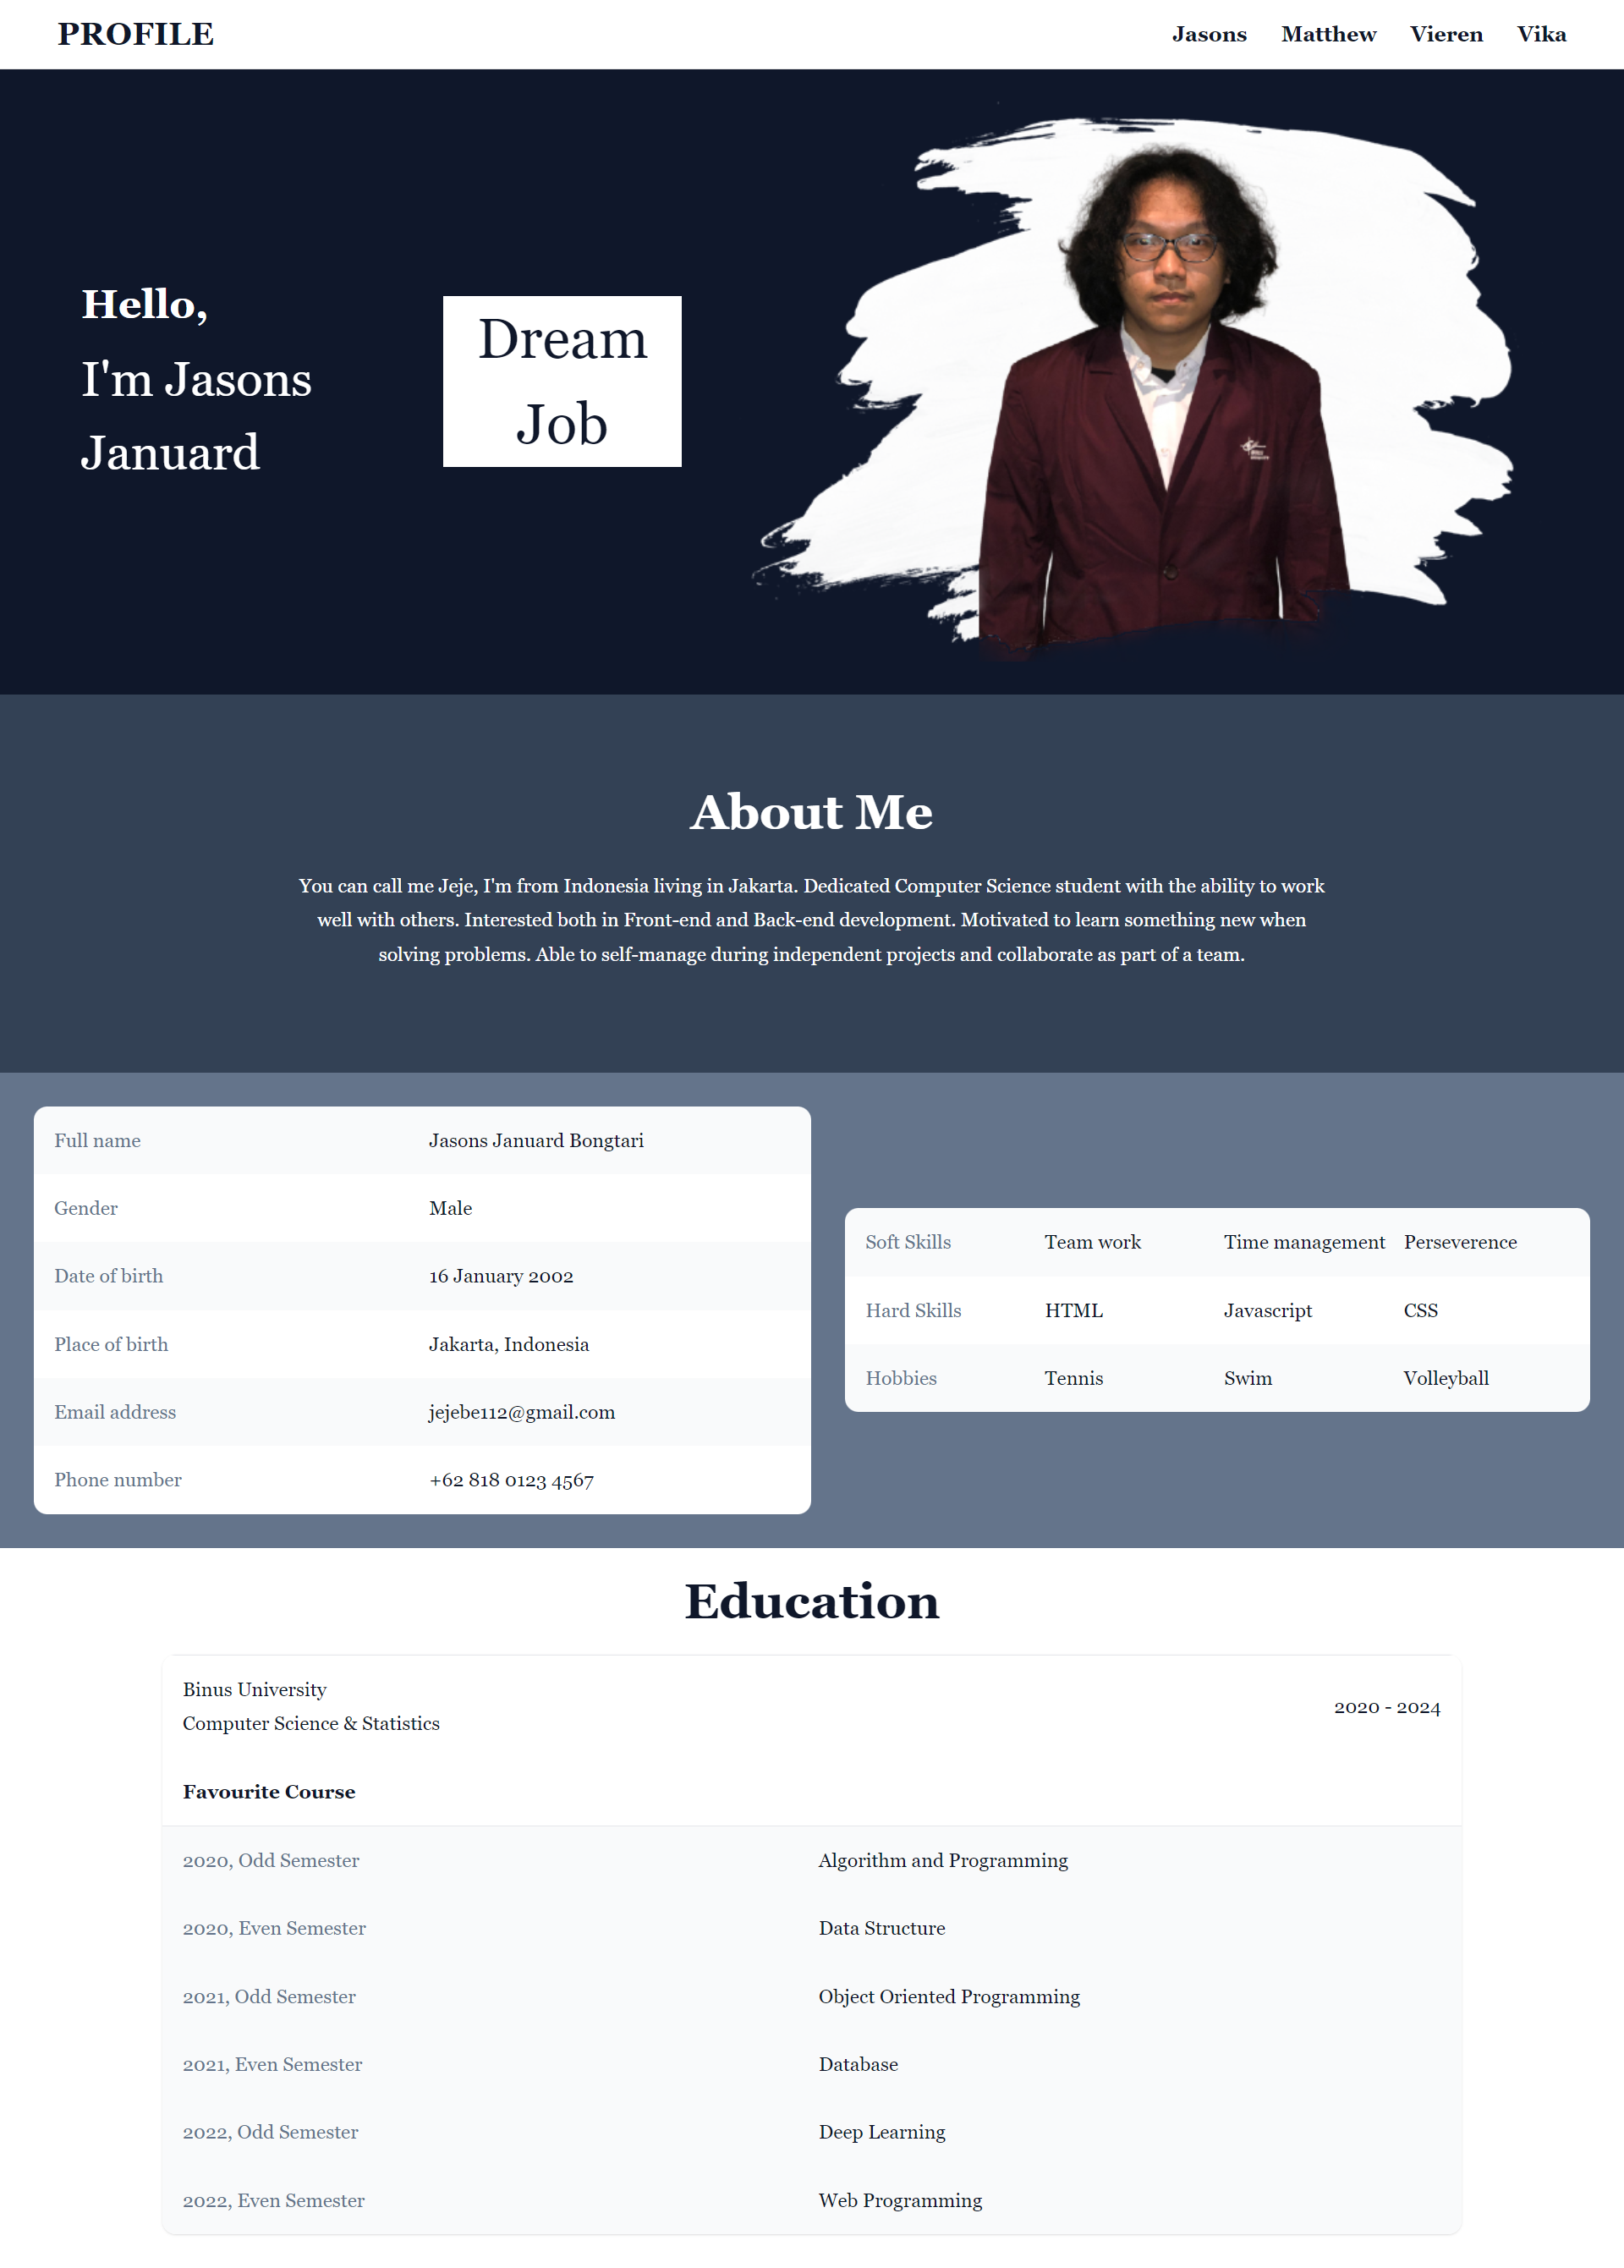 PROFILE
Jasons Matthew Vieren Vika
Hello,
I'm Jasons
Januard
Dream
Job
About Me
You can call me Jeje, I'm from Indonesia living in Jakarta. Dedicated Computer Science student with the ability to work
well with others. Interested both in Front-end and Back-end development. Motivated to learn something new when
solving problems. Able to self-manage during independent projects and collaborate as part of a team.
Full name Jasons Januard Bongtari
Gender Male
Date of birth 16 January 2002
Place of birth Jakarta, Indonesia
Email address jejebe112@gmail.com
Phone number +62 818 0123 4567
Soft Skills Team work Time management Perseverence
Hard Skills HTML Javascript CSS
Hobbies Tennis Swim Volleyball
Education
Binus University
Computer Science & Statistics
2020 - 2024
Favourite Course
2020, Odd Semester Algorithm and Programming
2020, Even Semester Data Structure
2021, Odd Semester Object Oriented Programming
2021, Even Semester Database
2022, Odd Semester Deep Learning
2022, Even Semester Web Programming